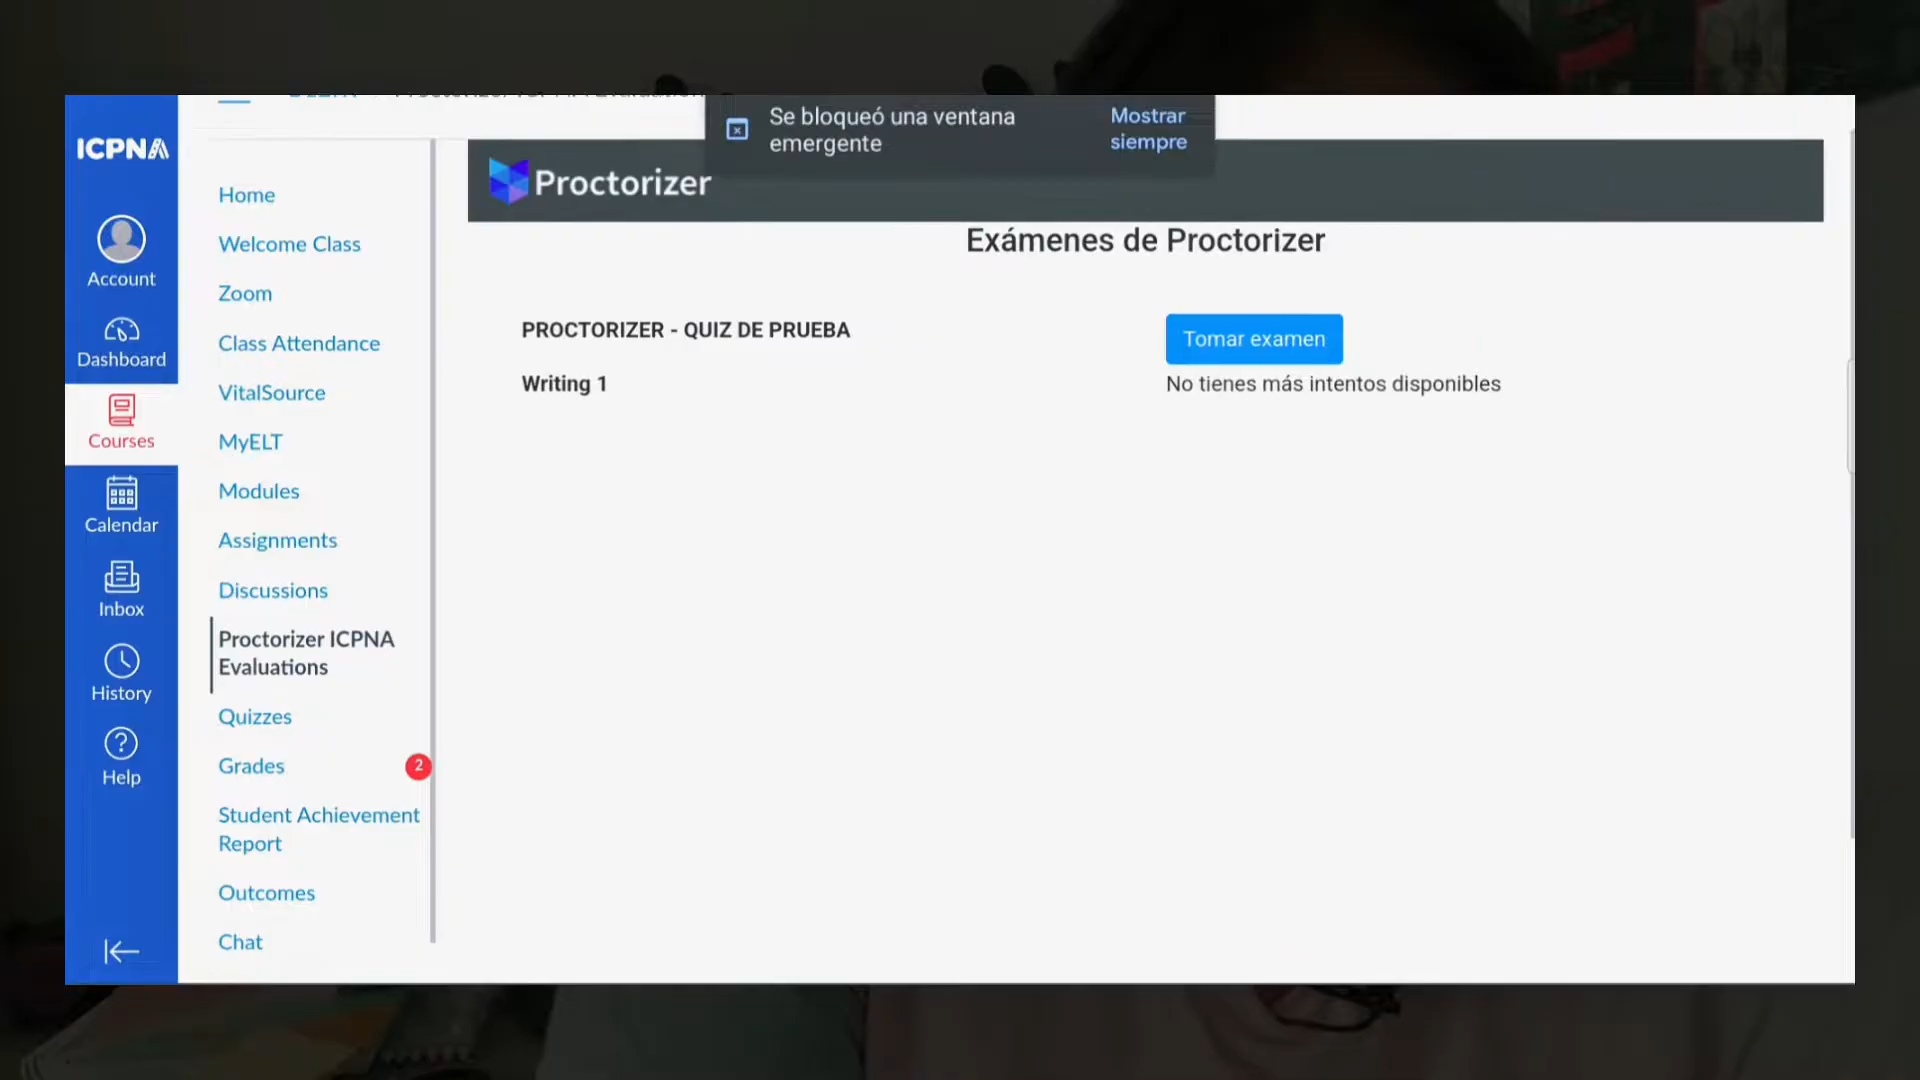 Se bloqueó una ventana
emergente
Mostrar
siempre
ICPNA
Account
Dashboard
Courses
Calendar
Inbox
History
Help
Home
Welcome Class
Zoom
Class Attendance
VitalSource
MyELT
Modules
Assignments
Discussions
Proctorizer ICPNA
Evaluations
Quizzes
Grades
2
Student Achievement
Report
Outcomes
Chat
Proctorizer
Exámenes de Proctorizer
PROCTORIZER - QUIZ DE PRUEBA
Tomar examen
Writing 1
No tienes más intentos disponibles